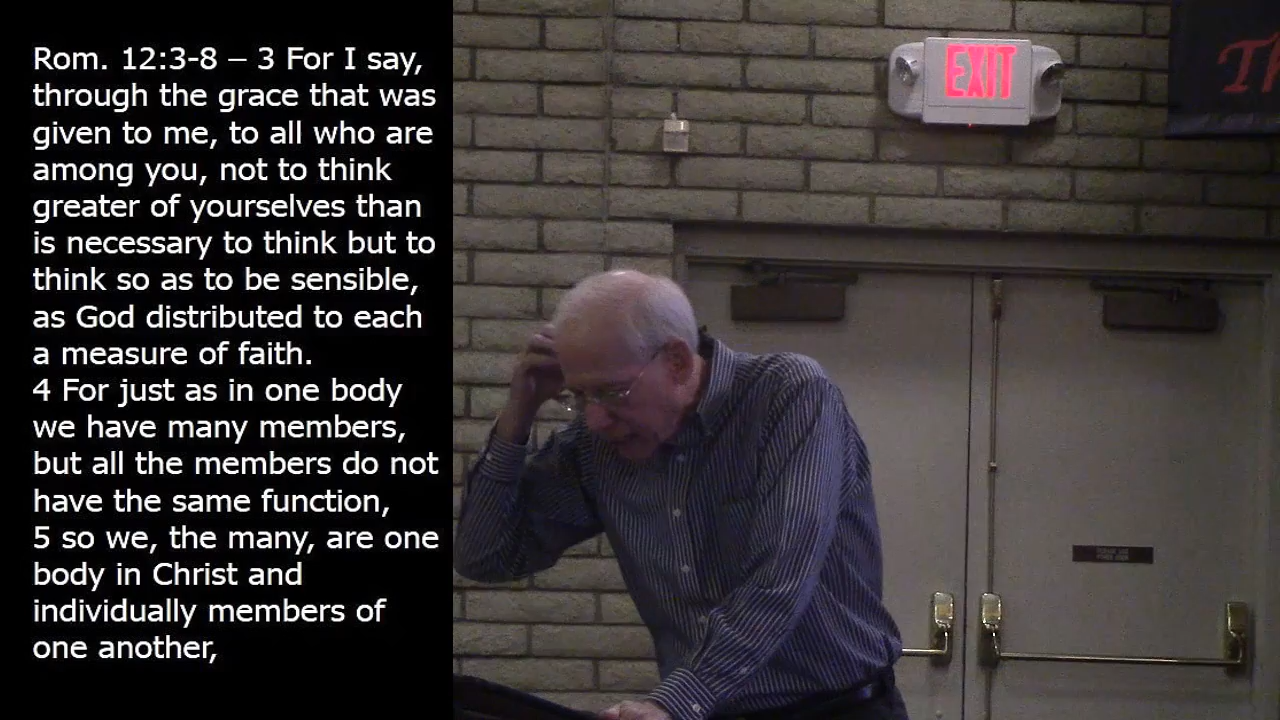 Rom. 12:3-8 – 3 For I say,
through the grace that was
given to me, to all who are
among you, not to think
greater of yourselves than
is necessary to think but to
think so as to be sensible,
as God distributed to each
a measure of faith.
4 For just as in one body
we have many members,
but all the members do not
have the same function,
5 so we, the many, are one
body in Christ and
individually members of
one another,
EXIT